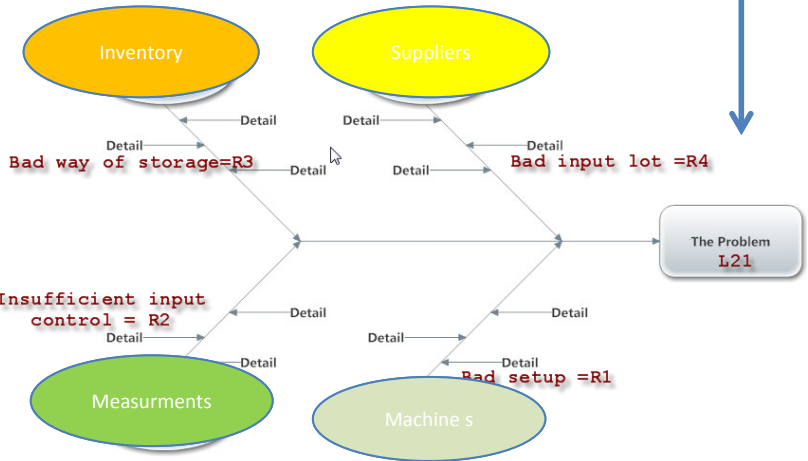 Inventory
Suppliers
Detail
Detail
Detail
Detail
Bad way of storage=R3
Bad input lot =R4
Detail
Detail
The Problem
L21
Insufficient input
control = R2
Detail
Detail
Detail
Detail
Detail
Detail
Bad setup =R1
Measurments
Machine s